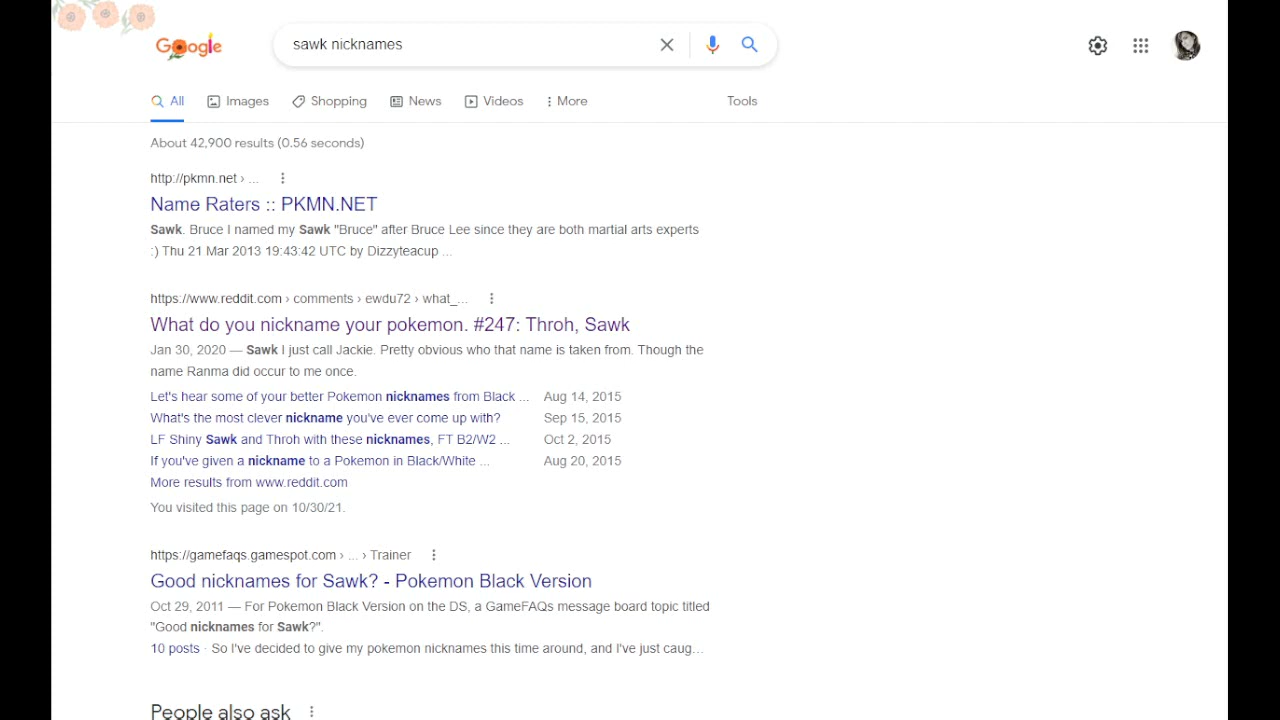 Google
sawk nicknames
All Images Shopping News Videos More Tools
About 42,900 results (0.56 seconds)
http://pkmn.net › ...
Name Raters :: PKMN.NET
Sawk. Bruce I named my Sawk "Bruce" after Bruce Lee since they are both martial arts experts
:) Thu 21 Mar 2013 19:43:42 UTC by Dizzyteacup ...
https://www.reddit.com › comments › ewdu72 › what_...
What do you nickname your pokemon. #247: Throh, Sawk
Jan 30, 2020 — Sawk I just call Jackie. Pretty obvious who that name is taken from. Though the
name Ranma did occur to me once.
Let's hear some of your better Pokemon nicknames from Black ... Aug 14, 2015
What's the most clever nickname you've ever come up with? Sep 15, 2015
LF Shiny Sawk and Throh with these nicknames, FT B2/W2 ... Oct 2, 2015
If you've given a nickname to a Pokemon in Black/White ... Aug 20, 2015
More results from www.reddit.com
You visited this page on 10/30/21.
https://gamefaqs.gamespot.com › ... › Trainer
Good nicknames for Sawk? - Pokemon Black Version
Oct 29, 2011 — For Pokemon Black Version on the DS, a GameFAQs message board topic titled
"Good nicknames for Sawk?".
10 posts · So I've decided to give my pokemon nicknames this time around, and I've just caug...
People also ask